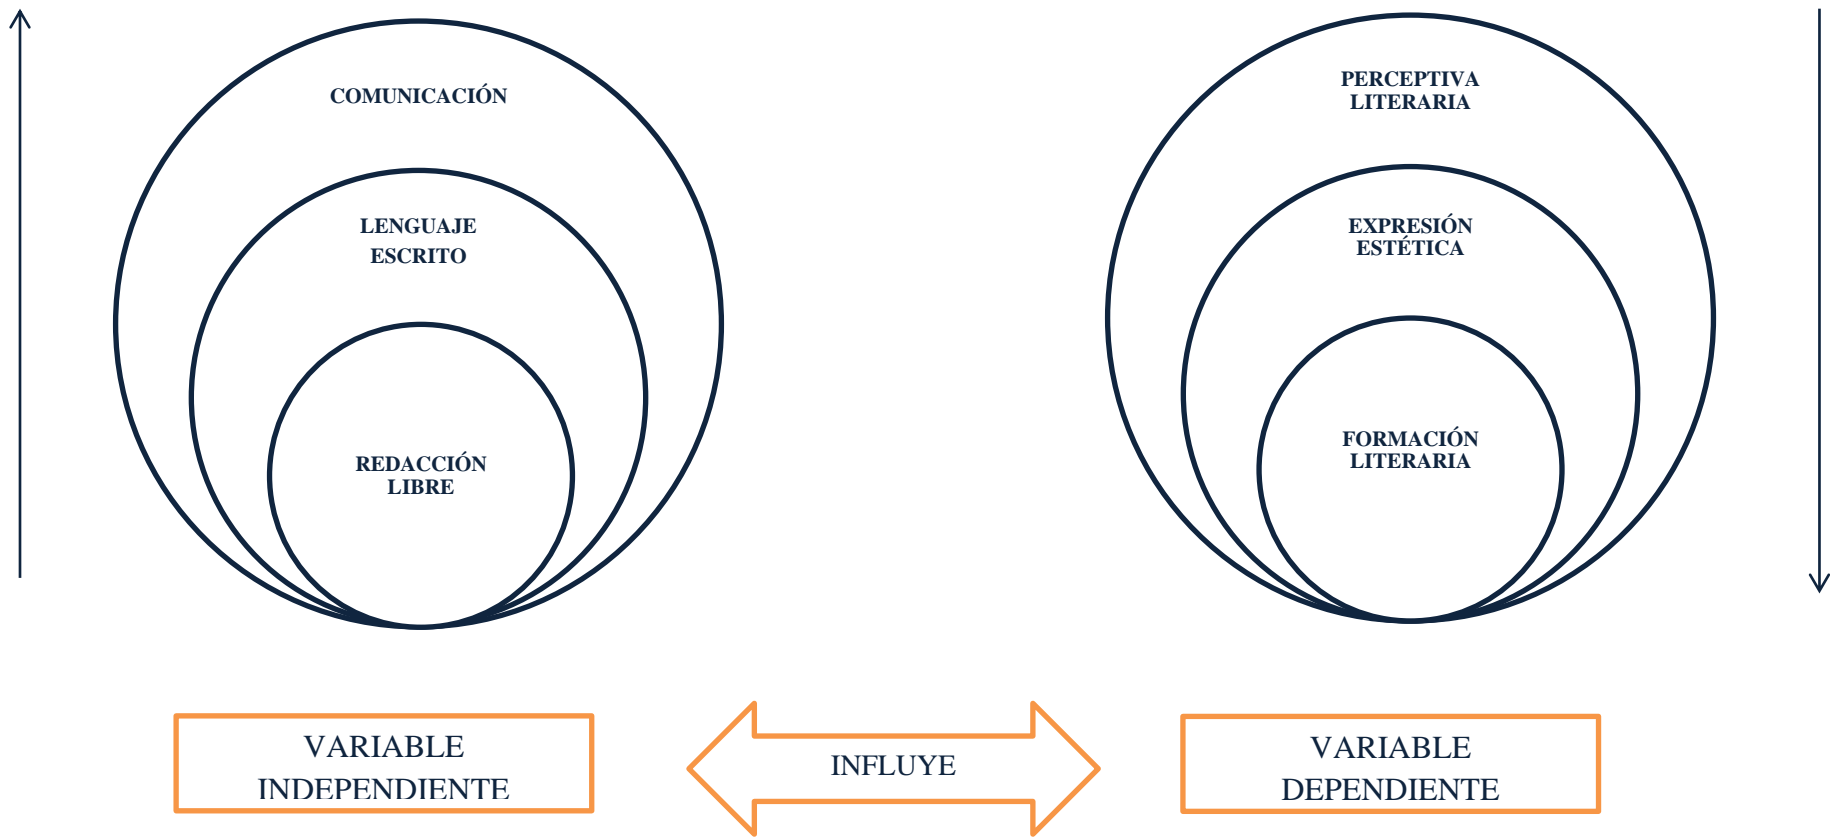 COMUNICACIÓN
LENGUAJE
ESCRITO
REDACCIÓN
LIBRE
PERCEPTIVA
LITERARIA
EXPRESIÓN
ESTÉTICA
FORMACIÓN
LITERARIA
VARIABLE
INDEPENDIENTE
INFLUYE
VARIABLE
DEPENDIENTE